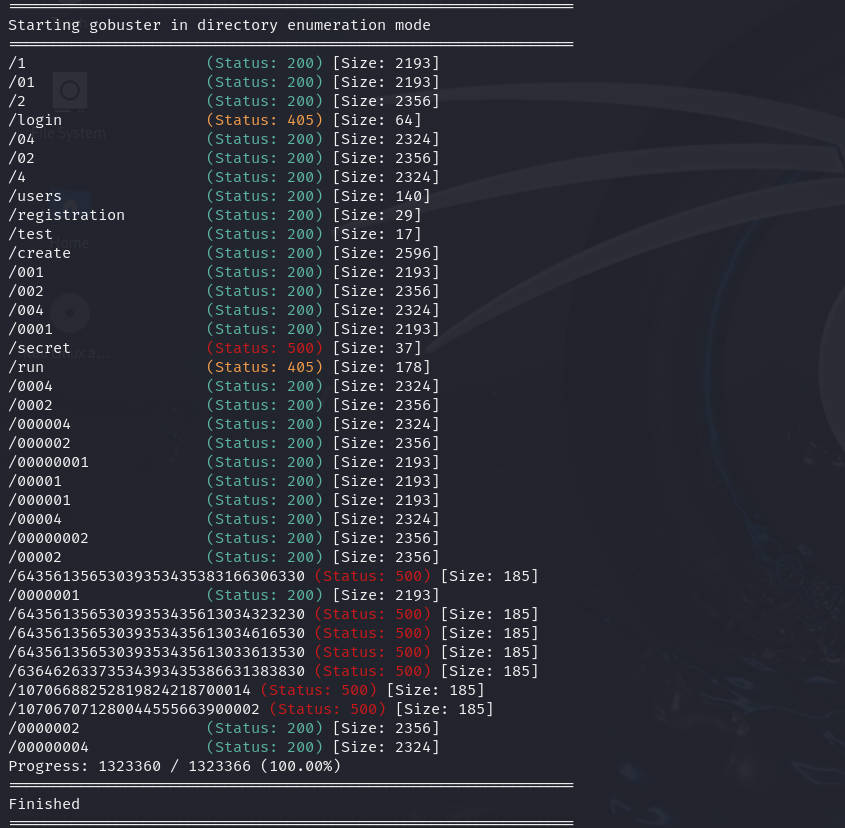 Starting gobuster in directory enumeration mode
/1 (Status: 200) [Size: 2193]
/01 (Status: 200) [Size: 2193]
/2 (Status: 200) [Size: 2356]
/login (Status: 405) [Size: 64]
/04 (Status: 200) [Size: 2324]
/02 (Status: 200) [Size: 2356]
/4 (Status: 200) [Size: 2324]
/users (Status: 200) [Size: 140]
/registration (Status: 200) [Size: 29]
/test (Status: 200) [Size: 17]
/create (Status: 200) [Size: 2596]
/001 (Status: 200) [Size: 2193]
/002 (Status: 200) [Size: 2356]
/004 (Status: 200) [Size: 2324]
/0001 (Status: 200) [Size: 2193]
/secret (Status: 500) [Size: 37]
/run (Status: 405) [Size: 178]
/0004 (Status: 200) [Size: 2324]
/0002 (Status: 200) [Size: 2356]
/000004 (Status: 200) [Size: 2324]
/000002 (Status: 200) [Size: 2356]
/00000001 (Status: 200) [Size: 2193]
/00001 (Status: 200) [Size: 2193]
/000001 (Status: 200) [Size: 2193]
/00004 (Status: 200) [Size: 2324]
/00000002 (Status: 200) [Size: 2356]
/00002 (Status: 200) [Size: 2356]
/6435613565303935343538316630​6330 (Status: 500) [Size: 185]
/0000001 (Status: 200) [Size: 2193]
/64356135653039353435613034323230 (Status: 500) [Size: 185]
/64356135653039353435613034616530 (Status: 500) [Size: 185]
/64356135653039353435613033613530 (Status: 500) [Size: 185]
/63646263373534393435386631383830 (Status: 500) [Size: 185]
/10706688252819824218700014 (Status: 500) [Size: 185]
/107067071280044555663900002 (Status: 500) [Size: 185]
/0000002 (Status: 200) [Size: 2356]
/00000004 (Status: 200) [Size: 2324]
Progress: 1323360 / 1323366 (100.00%)
Finished